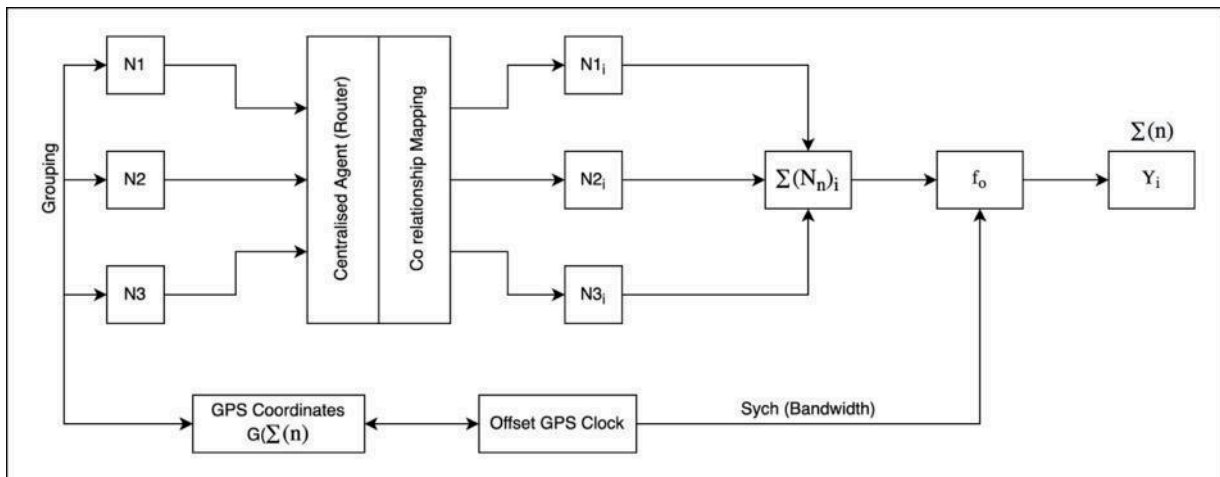 Grouping
N1
N2
N3
Centralised Agent (Router)
Co relationship Mapping
N1i
N2i
N3i
∑(Nn)i
fo
∑(n)
Yi
GPS Coordinates
G(∑(n)
Offset GPS Clock
Sych (Bandwidth)